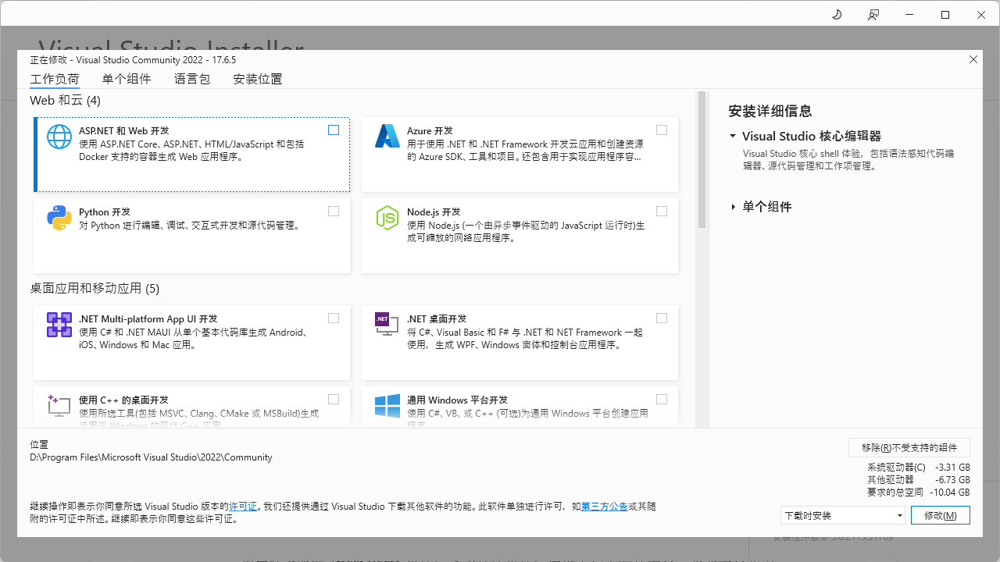 Visual Studio Installer
正在修改 - Visual Studio Community 2022 - 17.6.5
工作负荷 单个组件 语言包 安装位置
Web 和云 (4)
ASP.NET 和 Web 开发
使用 ASP.NET Core、ASP.NET、HTML/JavaScript 和包括
Docker 支持的容器生成 Web 应用程序。
Azure 开发
用于使用 .NET 和 .NET Framework 开发云应用和创建资源
的 Azure SDK、工具和项目。还包含用于实现应用程序容...
Python 开发
对 Python 进行编辑、调试、交互式开发和源代码管理。
Node.js 开发
使用 Node.js (一个由异步事件驱动的 JavaScript 运行时)生
成可缩放的网络应用程序。
桌面应用和移动应用 (5)
.NET Multi-platform App UI 开发
使用 C# 和 .NET MAUI 从单个基本代码库生成 Android、
iOS、Windows 和 Mac 应用。
.NET 桌面开发
将 C#、Visual Basic 和 F# 与 .NET 和 .NET Framework 一起
使用，生成 WPF、Windows 窗体和控制台应用程序。
使用 C++ 的桌面开发
使用所选工具(包括 MSVC、Clang、CMake 或 MSBuild)生成
适用于 Windows 的现代 C++ 应用
通用 Windows 平台开发
使用 C#、VB、或 C++ (可选)为通用 Windows 平台创建应用
程序
安装详细信息
Visual Studio 核心编辑器
Visual Studio 核心 shell 体验，包括语法感知代码编
辑器、源代码管理和工作项管理。
单个组件
位置
D:\Program Files\Microsoft Visual Studio\2022\Community
移除(R)不受支持的组件
系统驱动器(C) -3.31 GB
其他驱动器 -6.73 GB
要求的总空间 -10.04 GB
继续操作即表示你同意所选 Visual Studio 版本的许可证。我们还提供通过 Visual Studio 下载其他软件的功能。此软件单独进行许可，如第三方公告或其随
附的许可证中所述。继续即表示你同意这些许可证。
下载时安装
修改(M)